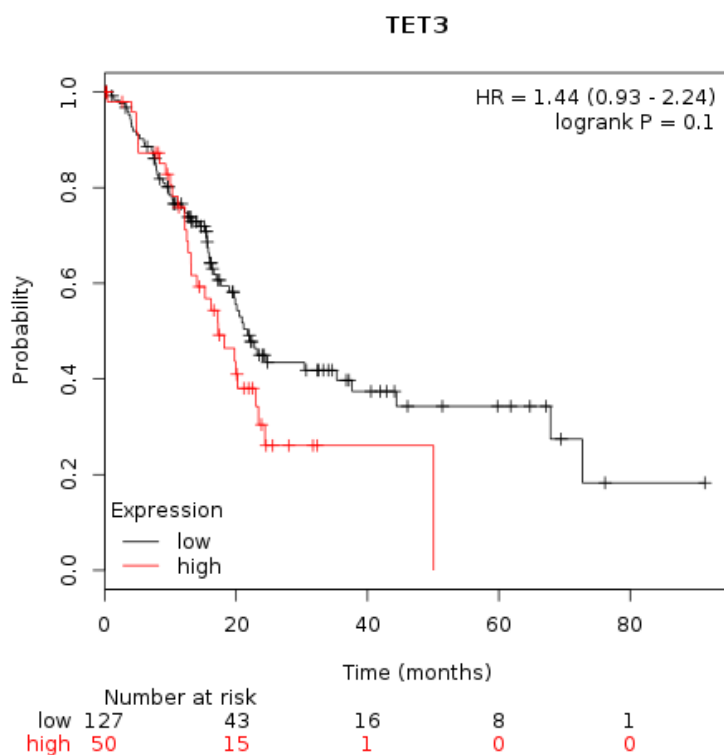 TET3
HR = 1.44 (0.93 - 2.24)
logrank P = 0.1
Probability
1.0
0.8
0.6
0.4
0.2
0.0
Expression
low
high
0 20 40 60 80
Time (months)
Number at risk
low 127 43 16 8 1
high 50 15 1 0 0